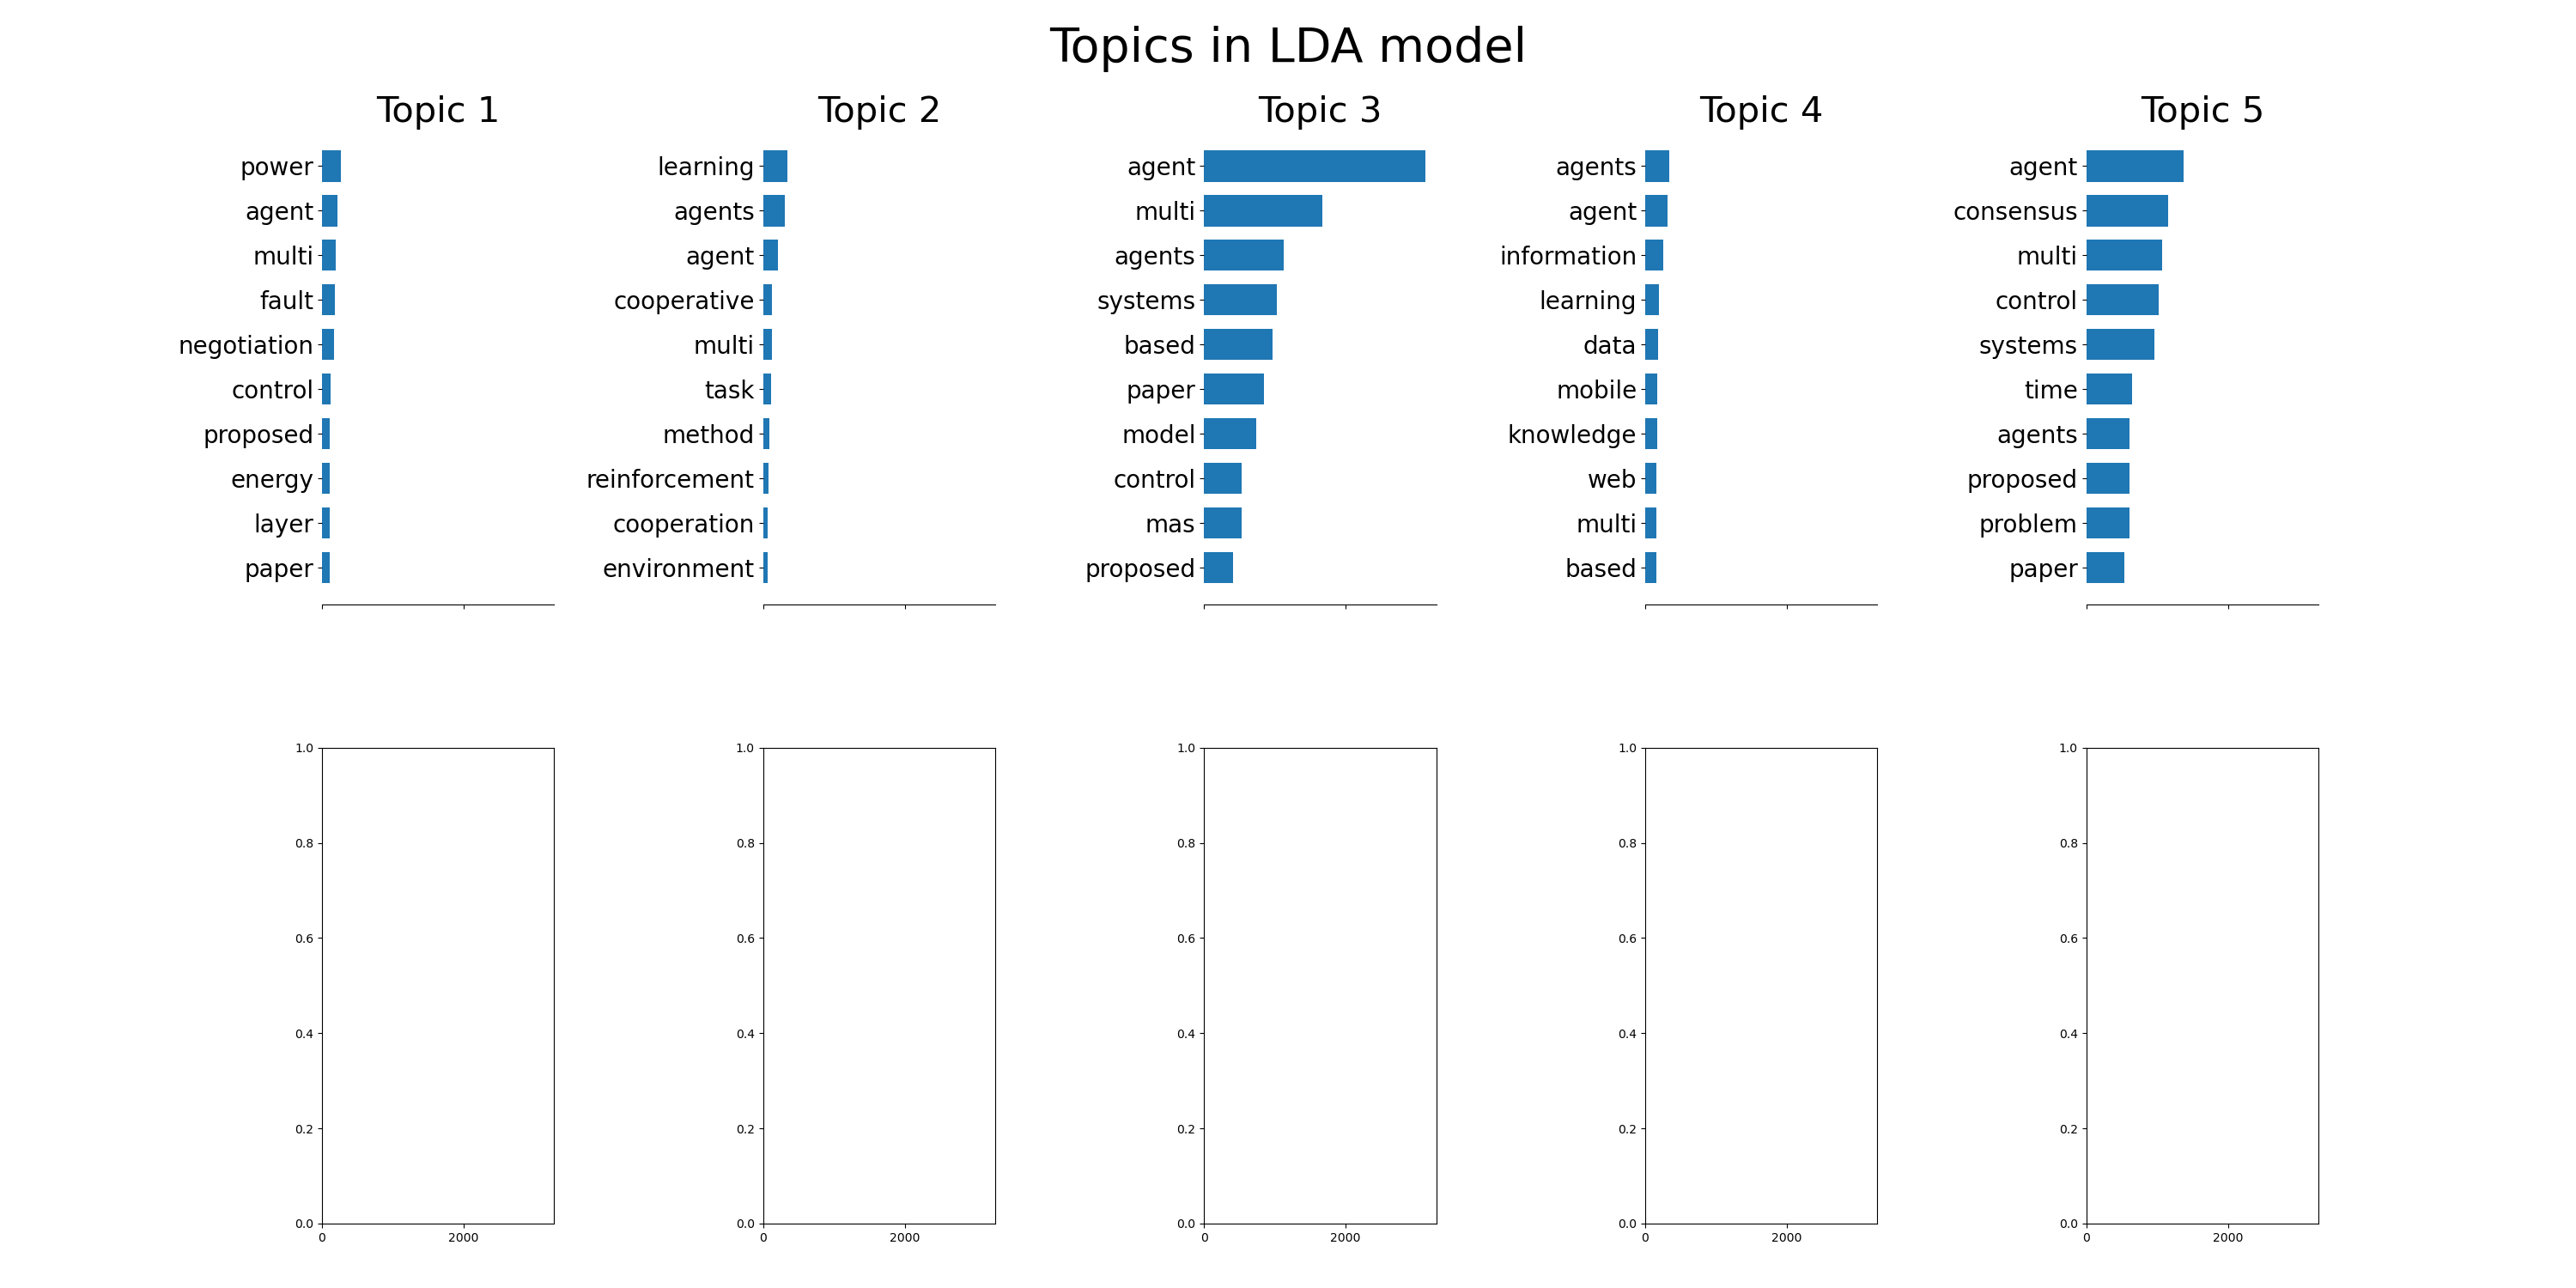 Topics in LDA model
Topic 1
power
agent
multi
fault
negotiation
control
proposed
energy
layer
paper
Topic 2
learning
agents
agent
cooperative
multi
task
method
reinforcement
cooperation
environment
Topic 3
agent
multi
agents
systems
based
paper
model
control
mas
proposed
Topic 4
agents
agent
information
learning
data
mobile
knowledge
web
multi
based
Topic 5
agent
consensus
multi
control
systems
time
agents
proposed
problem
paper
1.0
0.8
0.6
0.4
0.2
0.0
0 2000
1.0
0.8
0.6
0.4
0.2
0.0
0 2000
1.0
0.8
0.6
0.4
0.2
0.0
0 2000
1.0
0.8
0.6
0.4
0.2
0.0
0 2000
1.0
0.8
0.6
0.4
0.2
0.0
0 2000